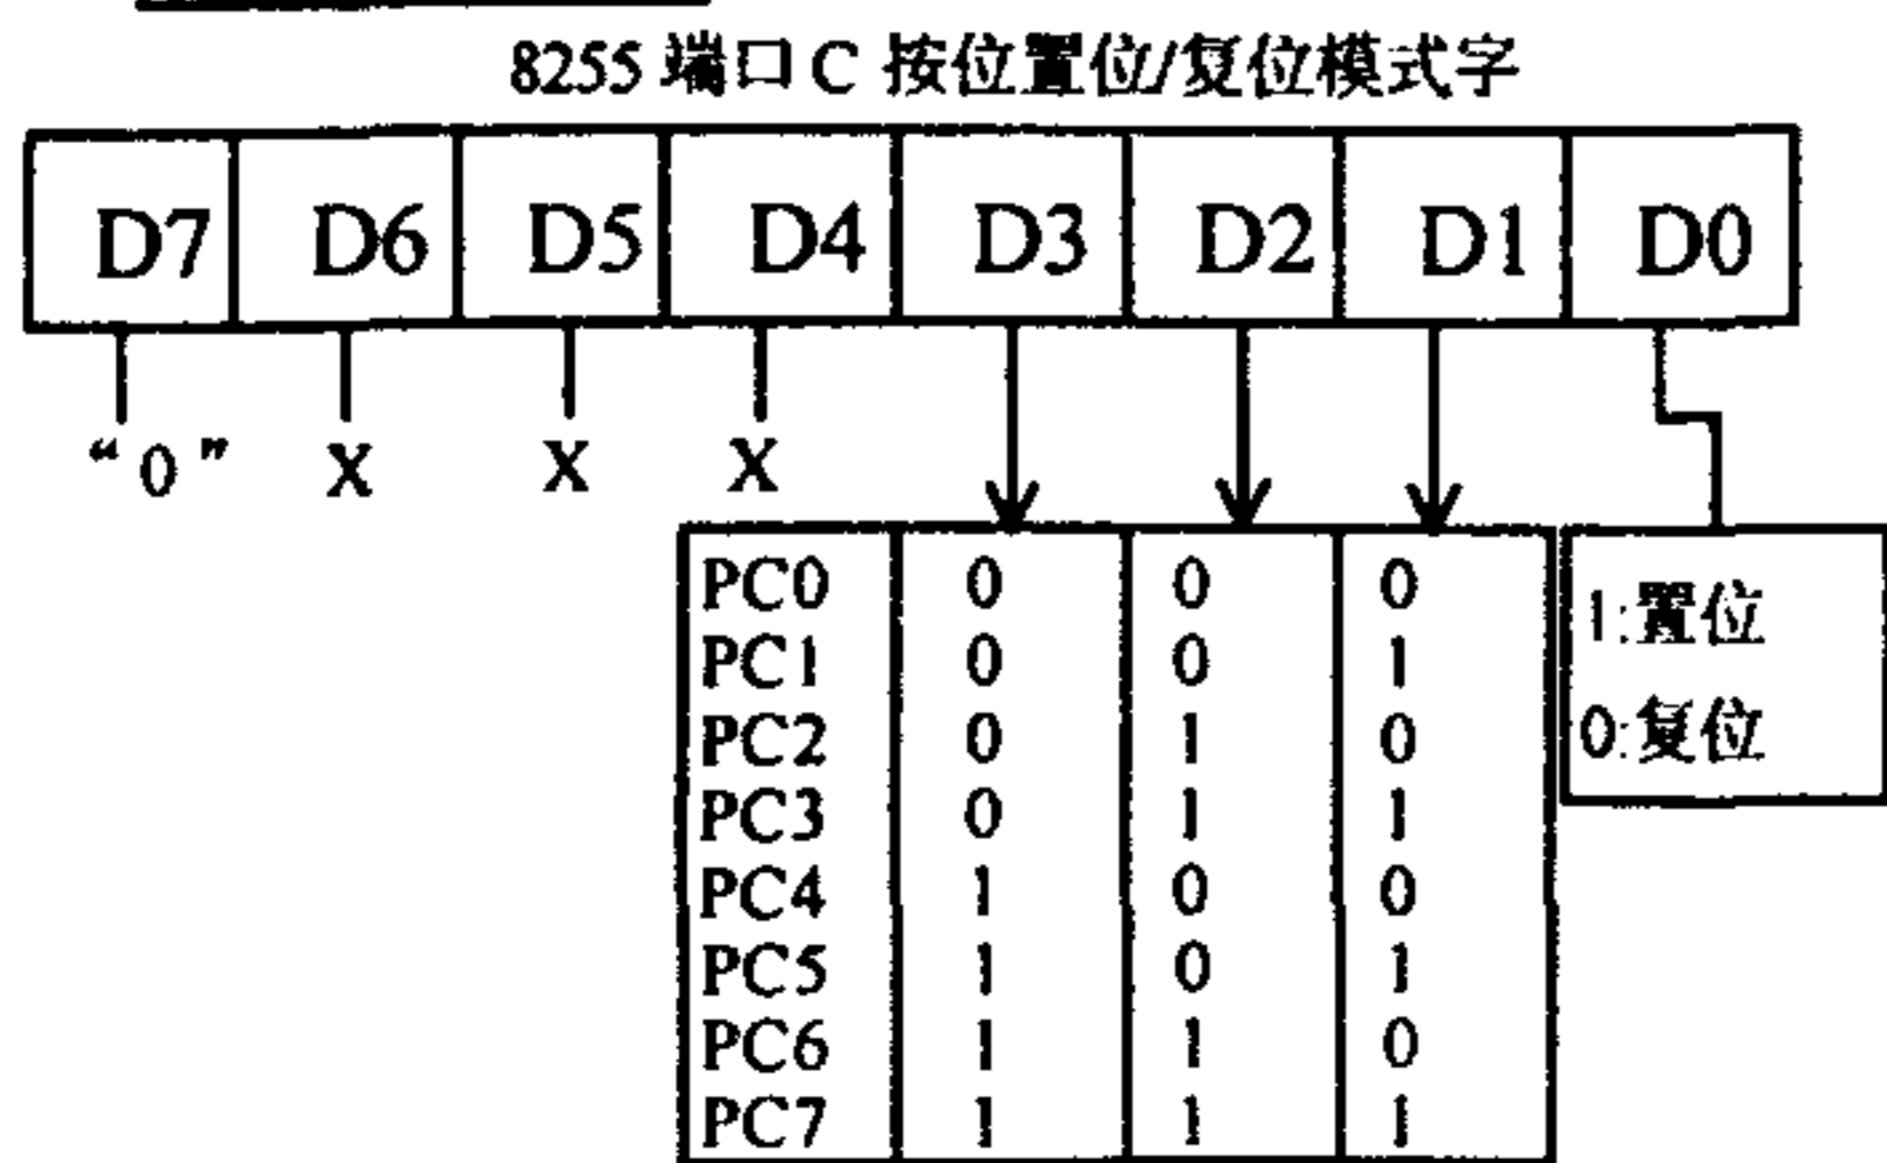 8255 端口 C 按位置位/复位模式字
D7 D6 D5 D4 D3 D2 D1 D0
“0” X X X
PC0 0 0 0
PC1 0 0 1
PC2 0 1 0
PC3 0 1 1
PC4 1 0 0
PC5 1 0 1
PC6 1 1 0
PC7 1 1 1
1:置位
0:复位